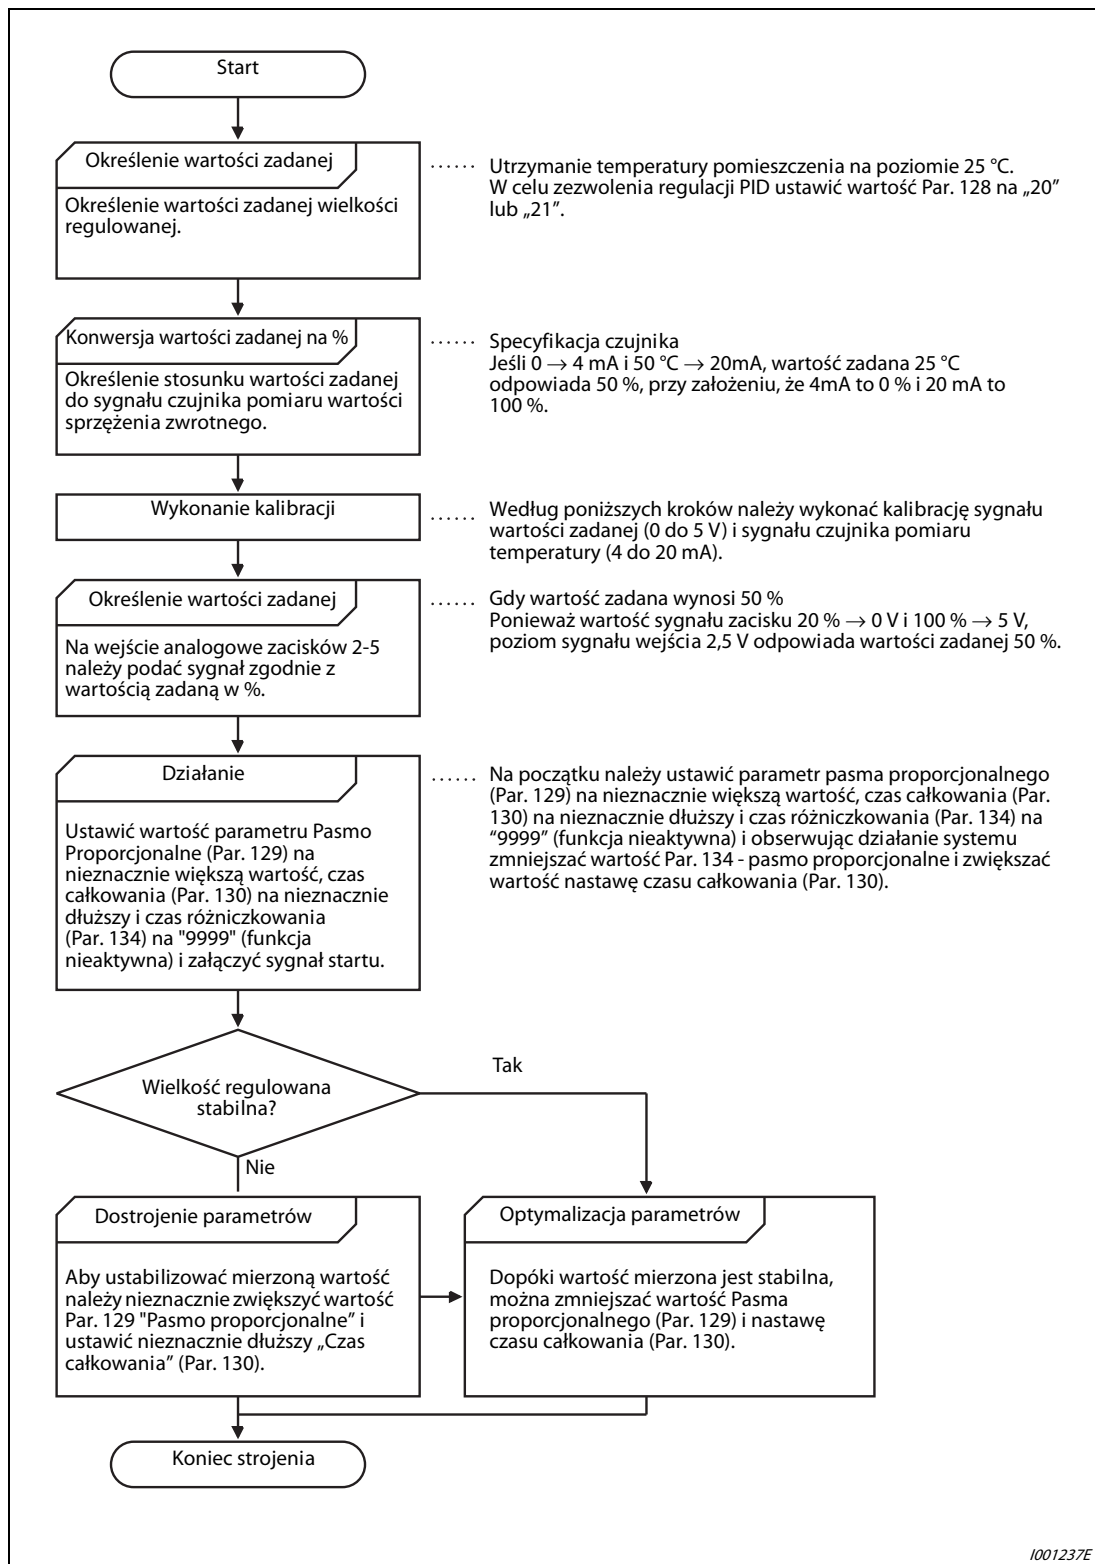 Start
Określenie wartości zadanej
Określenie wartości zadanej wielkości
regulowanej.
...... Utrzymanie temperatury pomieszczenia na poziomie 25 °C.
W celu zezwolenia regulacji PID ustawić wartość Par. 128 na „20”
lub „21”.
Konwersja wartości zadanej na %
Określenie stosunku wartości zadanej
do sygnału czujnika pomiaru wartości
sprzężenia zwrotnego.
...... Specyfikacja czujnika
Jeśli 0 → 4 mA i 50 °C → 20mA, wartość zadana 25 °C
odpowiada 50 %, przy założeniu, że 4mA to 0 % i 20 mA to
100 %.
Wykonanie kalibracji
...... Według poniższych kroków należy wykonać kalibrację sygnału
wartości zadanej (0 do 5 V) i sygnału czujnika pomiaru
temperatury (4 do 20 mA).
Określenie wartości zadanej
Na wejście analogowe zacisków 2-5
należy podać sygnał zgodnie z
wartością zadaną w %.
...... Gdy wartość zadana wynosi 50 %
Ponieważ wartość sygnału zacisku 20 % → 0 V i 100 % → 5 V,
poziom sygnału wejścia 2,5 V odpowiada wartości zadanej 50 %.
Działanie
Ustawić wartość parametru Pasmo
Proporcjonalne (Par. 129) na
nieznacznie większą wartość, czas
całkowania (Par. 130) na nieznacznie
dłuższy i czas różniczkowania
(Par. 134) na "9999" (funkcja
nieaktywna) i załączyć sygnał startu.
...... Na początku należy ustawić parametr pasma proporcjonalnego
(Par. 129) na nieznacznie większą wartość, czas całkowania (Par.
130) na nieznacznie dłuższy i czas różniczkowania (Par. 134) na
“9999” (funkcja nieaktywna) i obserwując działanie systemu
zmniejszać wartość Par. 134 - pasmo proporcjonalne i zwiększać
wartość nastawę czasu całkowania (Par. 130).
Wielkość regulowana
stabilna?
Tak
Nie
Dostrojenie parametrów
Aby ustabilizować mierzoną wartość
należy nieznacznie zwiększyć wartość
Par. 129 "Pasmo proporcjonalne” i
ustawić nieznacznie dłuższy „Czas
całkowania” (Par. 130).
Optymalizacja parametrów
Dopóki wartość mierzona jest stabilna,
można zmniejszać wartość Pasma
proporcjonalnego (Par. 129) i nastawę
czasu całkowania (Par. 130).
Koniec strojenia
I001237E